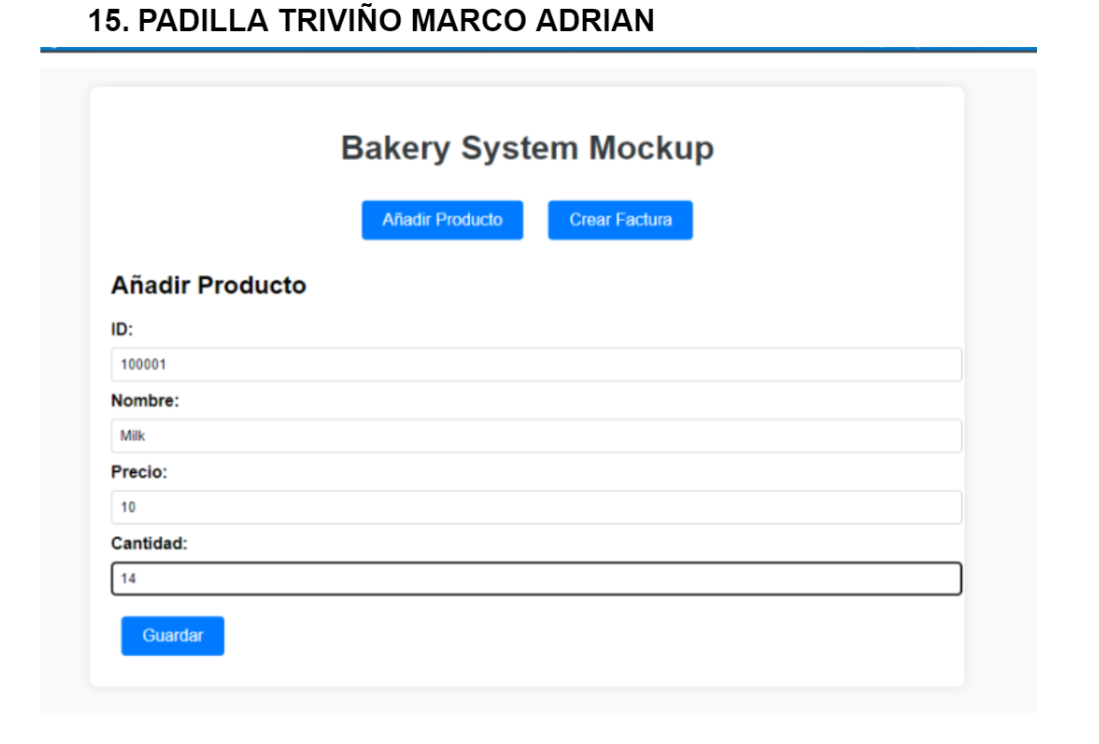 15. PADILLA TRIVIÑO MARCO ADRIAN
Bakery System Mockup
Añadir Producto Crear Factura
Añadir Producto
ID:
100001
Nombre:
Milk
Precio:
10
Cantidad:
14
Guardar